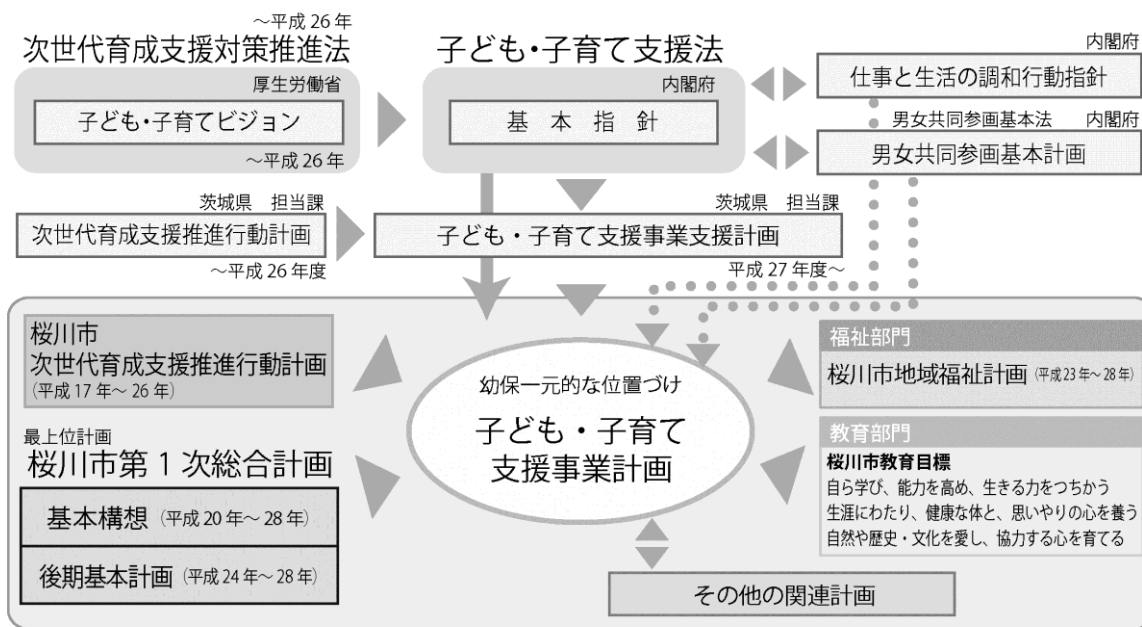 ～平成26年
次世代育成支援対策推進法
厚生労働省
子ども・子育てビジョン
～平成26年
子ども・子育て支援法
内閣府
基本指針
内閣府
仕事と生活の調和行動指針
男女共同参画基本法　内閣府
男女共同参画基本計画
茨城県　担当課
次世代育成支援推進行動計画
～平成26年度
茨城県　担当課
子ども・子育て支援事業支援計画
平成27年度～
桜川市
次世代育成支援推進行動計画
（平成17年～26年）
最上位計画
桜川市第1次総合計画
基本構想（平成20年～28年）
後期基本計画（平成24年～28年）
幼保一元的な位置づけ
子ども・子育て
支援事業計画
福祉部門
桜川市地域福祉計画（平成23年～28年）
教育部門
桜川市教育目標
自ら学び、能力を高め、生きる力をつちかう
生涯にわたり、健康な体と、思いやりの心を養う
自然や歴史・文化を愛し、協力する心を育てる
その他の関連計画